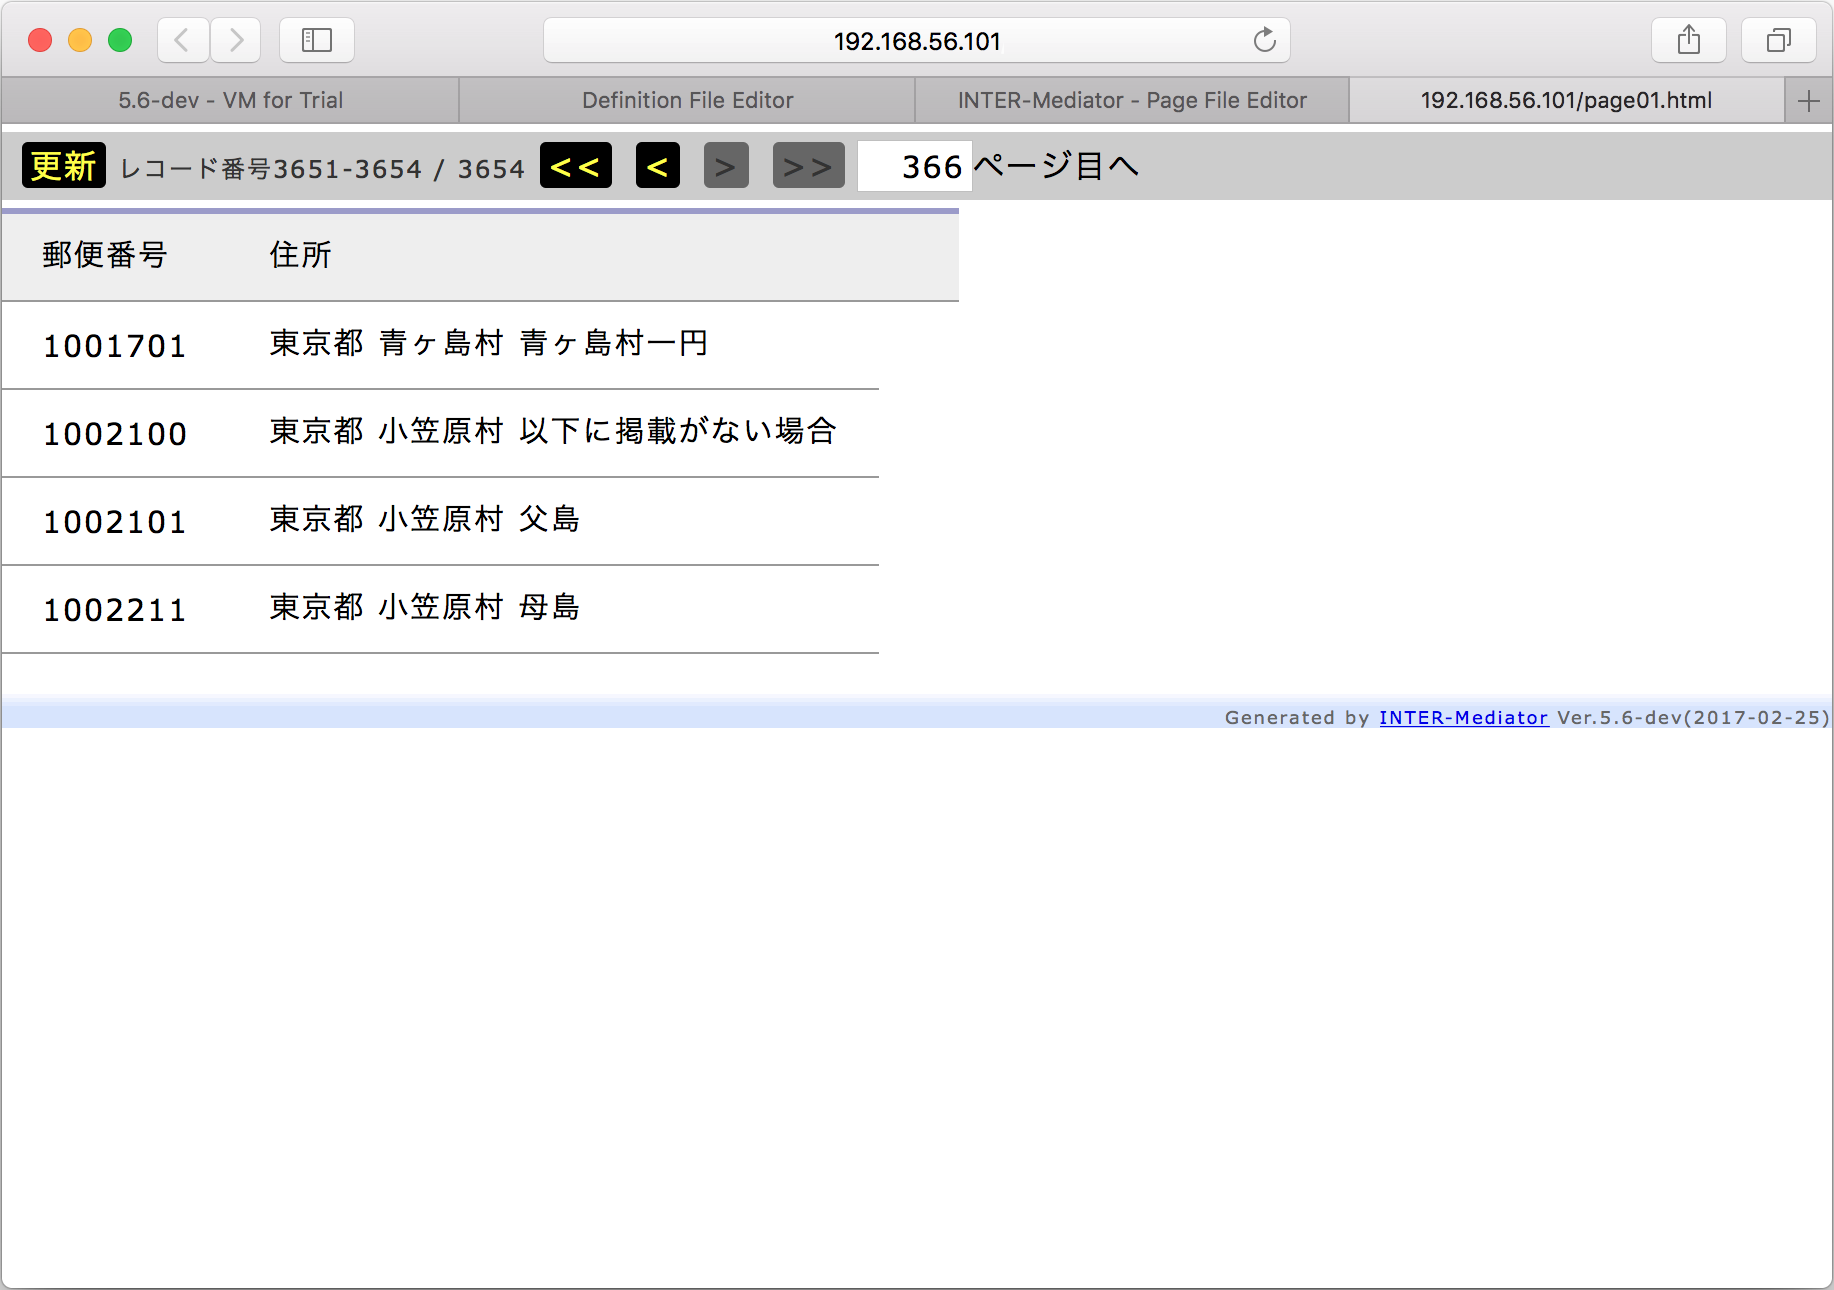 192.168.56.101
5.6-dev - VM for Trial
Definition File Editor
INTER-Mediator - Page File Editor
192.168.56.101/page01.html
更新 レコード番号3651-3654 / 3654 << < > >> 366 ページ目へ
郵便番号 住所
1001701 東京都 青ヶ島村 青ヶ島村一円
1002100 東京都 小笠原村 以下に掲載がない場合
1002101 東京都 小笠原村 父島
1002211 東京都 小笠原村 母島
Generated by INTER-Mediator Ver.5.6-dev(2017-02-25)